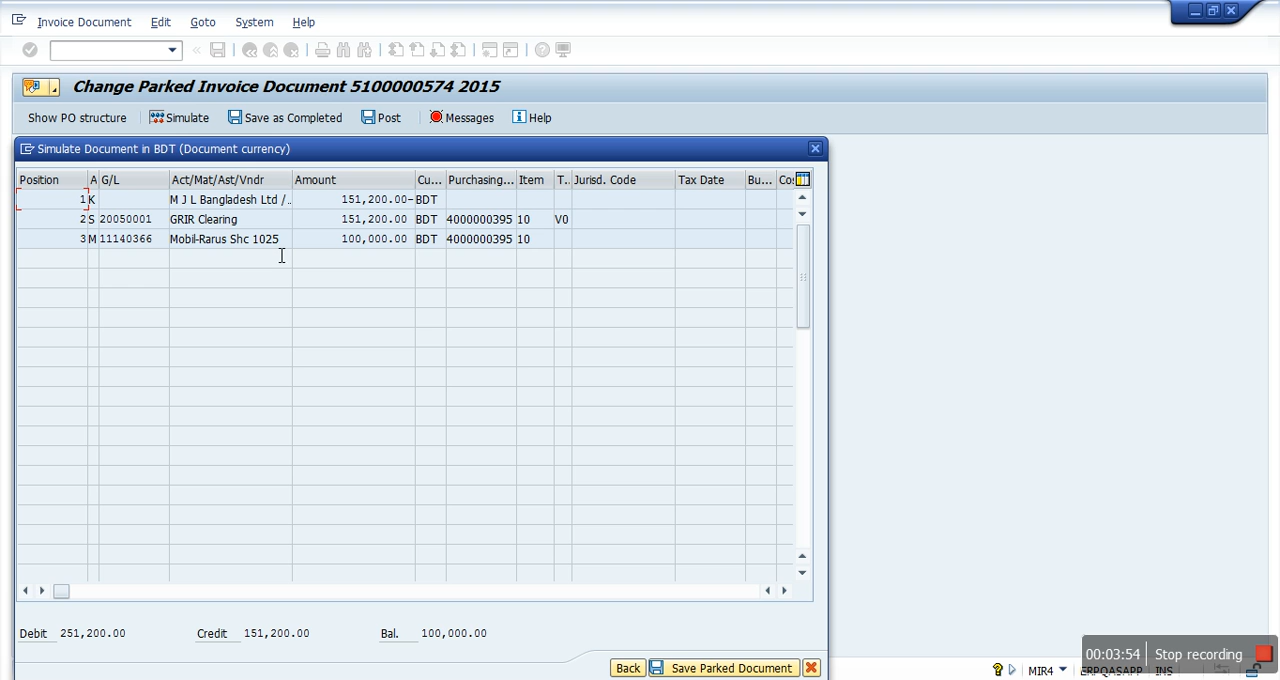 Invoice Document Edit Goto System Help
Change Parked Invoice Document 5100000574 2015
Show PO structure Simulate Save as Completed Post Messages Help
Simulate Document in BDT (Document currency)
Position A G/L Act/Mat/Ast/Vndr Amount Cu... Purchasing... Item T.. Jurisd. Code Tax Date Bu... Co
1 K M J L Bangladesh Ltd /.. 151,200.00- BDT
2 S 20050001 GRIR Clearing 151,200.00 BDT 4000000395 10 V0
3 M 11140366 Mobil-Rarus Shc 1025 100,000.00 BDT 4000000395 10
Debit 251,200.00 Credit 151,200.00 Bal. 100,000.00
Back Save Parked Document
00:03:54 Stop recording
MIR4 ERPQASAPP INS